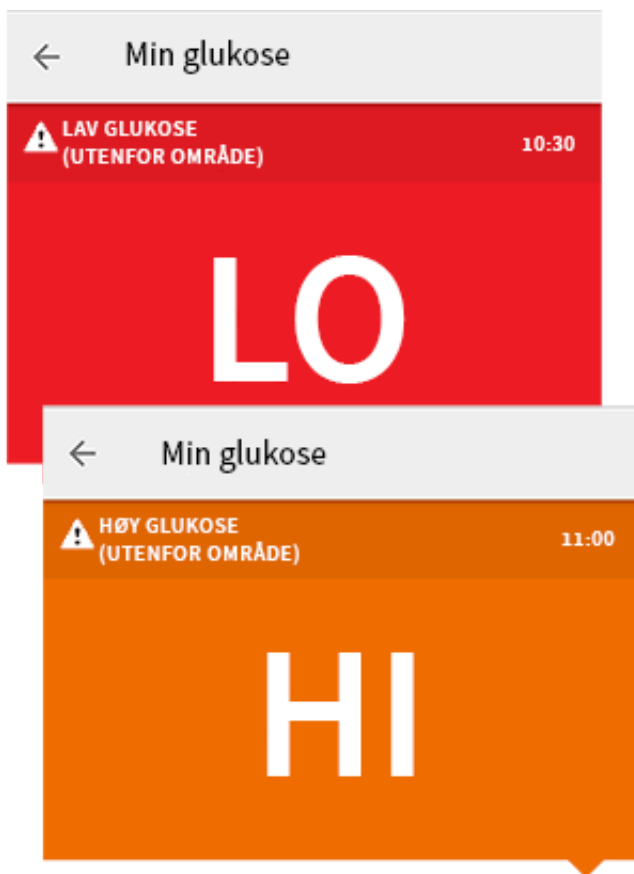 Min glukose
LAV GLUKOSE
(UTENFOR OMRÅDE)
10:30
LO
Min glukose
HØY GLUKOSE
(UTENFOR OMRÅDE)
11:00
HI